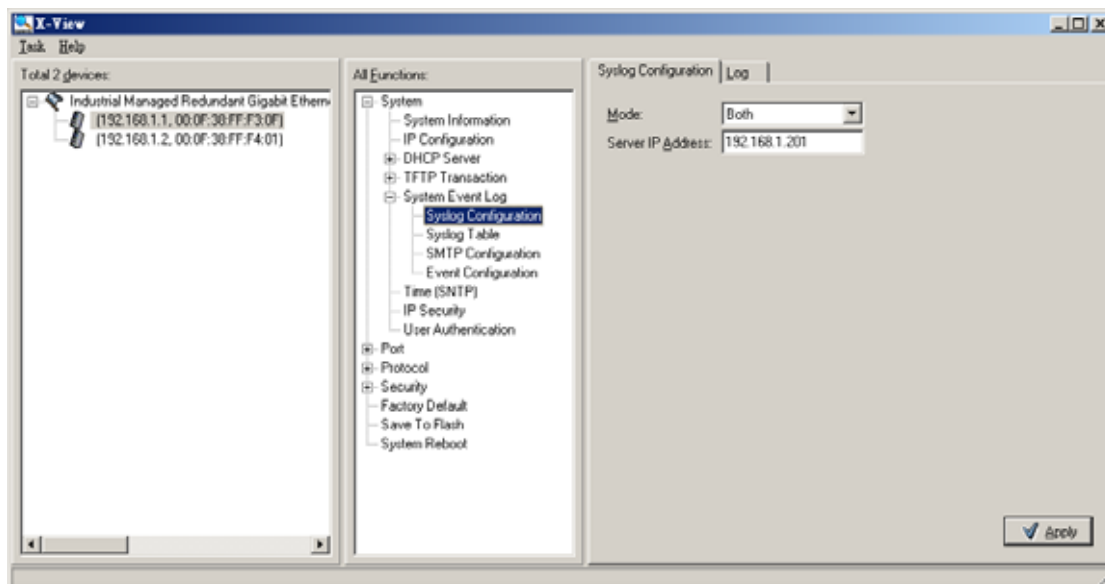 X-View
Task Help
Total 2 devices:
Industrial Managed Redundant Gigabit Ethern
(192.168.1.1, 00:0F:38:FF:F3:0F)
(192.168.1.2, 00:0F:38:FF:F4:01)
All Functions:
System
System Information
IP Configuration
DHCP Server
TFTP Transaction
System Event Log
Syslog Configuration
Syslog Table
SMTP Configuration
Event Configuration
Time (SNTP)
IP Security
User Authentication
Port
Protocol
Security
Factory Default
Save To Flash
System Reboot
Syslog Configuration Log
Mode: Both
Server IP Address: 192.168.1.201
Apply